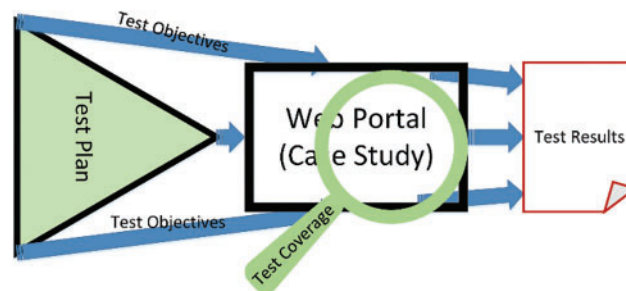 Test Objectives
Test Plan
Web Portal
(Case Study)
Test Results
Test Objectives
Test Coverage